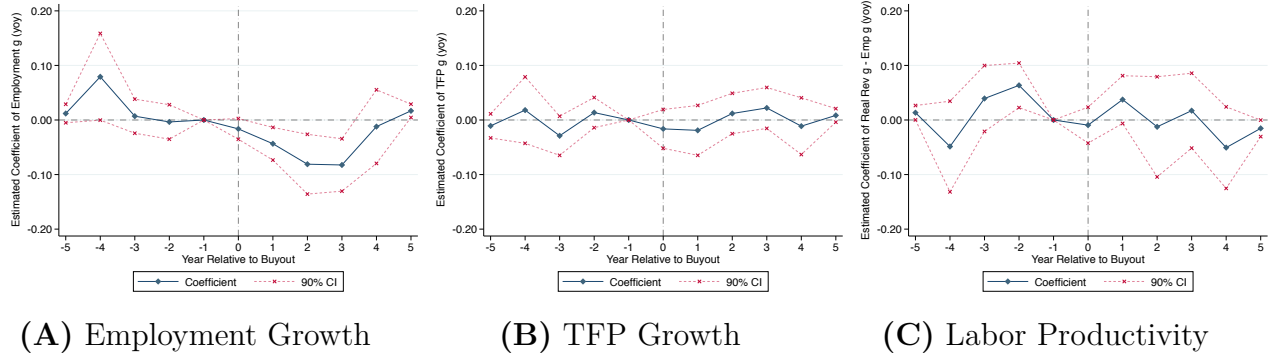 Estimated Coefficient of Employment g (yoy)
0.20
0.10
0.00
-0.10
-0.20
-5 -4 -3 -2 -1 0 1 2 3 4 5
Year Relative to Buyout
Coefficient 90% CI
(A) Employment Growth
Estimated Coefficient of TFP g (yoy)
0.20
0.10
0.00
-0.10
-0.20
-5 -4 -3 -2 -1 0 1 2 3 4 5
Year Relative to Buyout
Coefficient 90% CI
(B) TFP Growth
Estimated Coefficient of Real Rev g - Emp g (yoy)
0.20
0.10
0.00
-0.10
-0.20
-5 -4 -3 -2 -1 0 1 2 3 4 5
Year Relative to Buyout
Coefficient 90% CI
(C) Labor Productivity